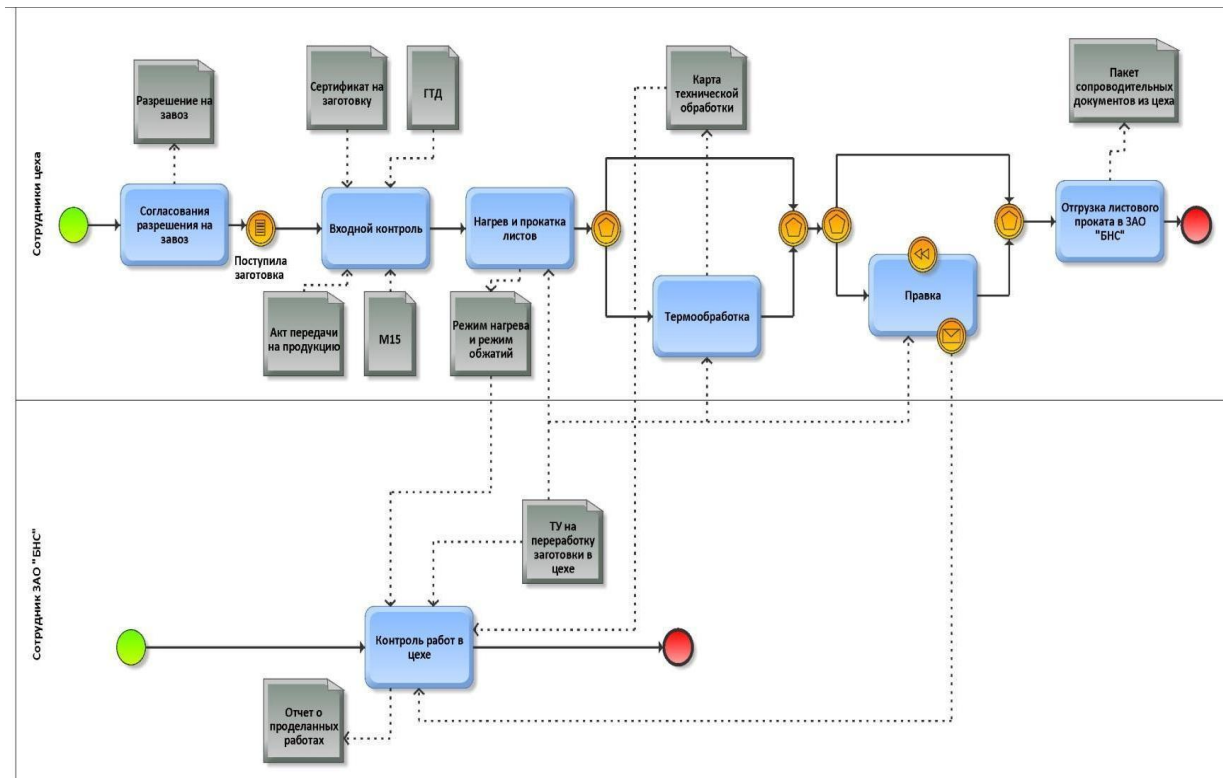 Сотрудники цеха
Разрешение на
завоз
Сертификат на
заготовку
ГТД
Карта
технической
обработки
Пакет
сопроводительных
документов из цеха
Согласования
разрешения на
завоз
Поступила
заготовка
Входной контроль
Нагрев и прокатка
листов
Отгрузка листового
проката в ЗАО
"БНС"
Термообработка
Правка
Акт передачи
на продукцию
М15
Режим нагрева
и режим
обжатий
Сотрудник ЗАО "БНС"
ТУ на
переработку
заготовки в
цехе
Контроль работ в
цехе
Отчет о
проделанных
работах